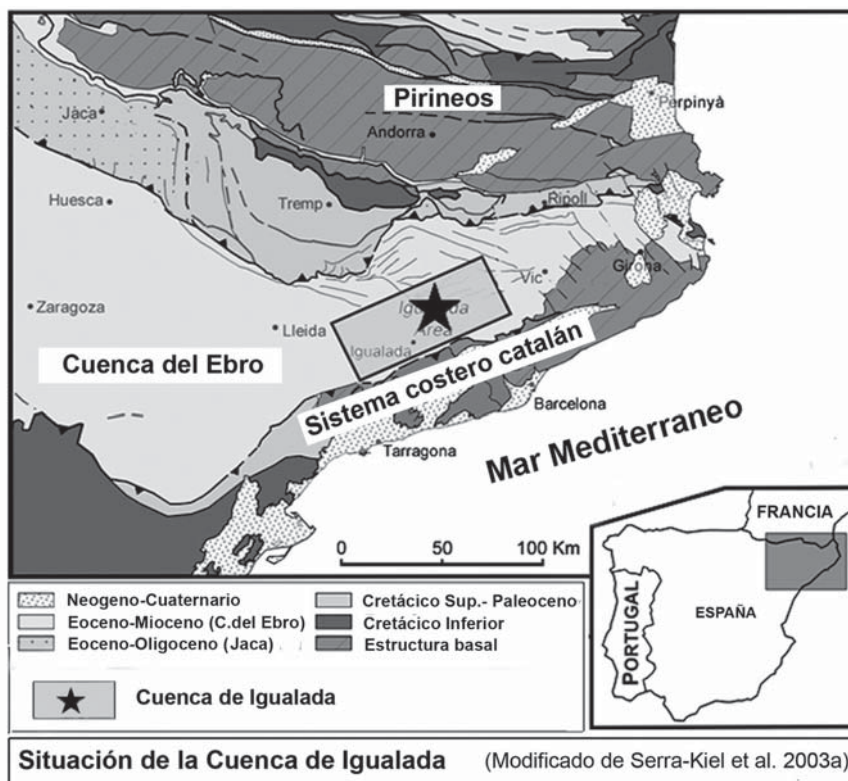 Pirineos
Perpinyà
Jaca
Andorra
Huesca
Tremp
Ripoll
Vic
Girona
Zaragoza
Lleida
Igualada
Area
Igualada
Cuenca del Ebro
Sistema costero catalán
Barcelona
Tarragona
Mar Mediterraneo
0 50 100 Km
FRANCIA
ESPAÑA
PORTUGAL
Neogeno-Cuaternario
Eoceno-Mioceno (C.del Ebro)
Eoceno-Oligoceno (Jaca)
Cretácico Sup.- Paleoceno
Cretácico Inferior
Estructura basal
Cuenca de Igualada
Situación de la Cuenca de Igualada (Modificado de Serra-Kiel et al. 2003a)